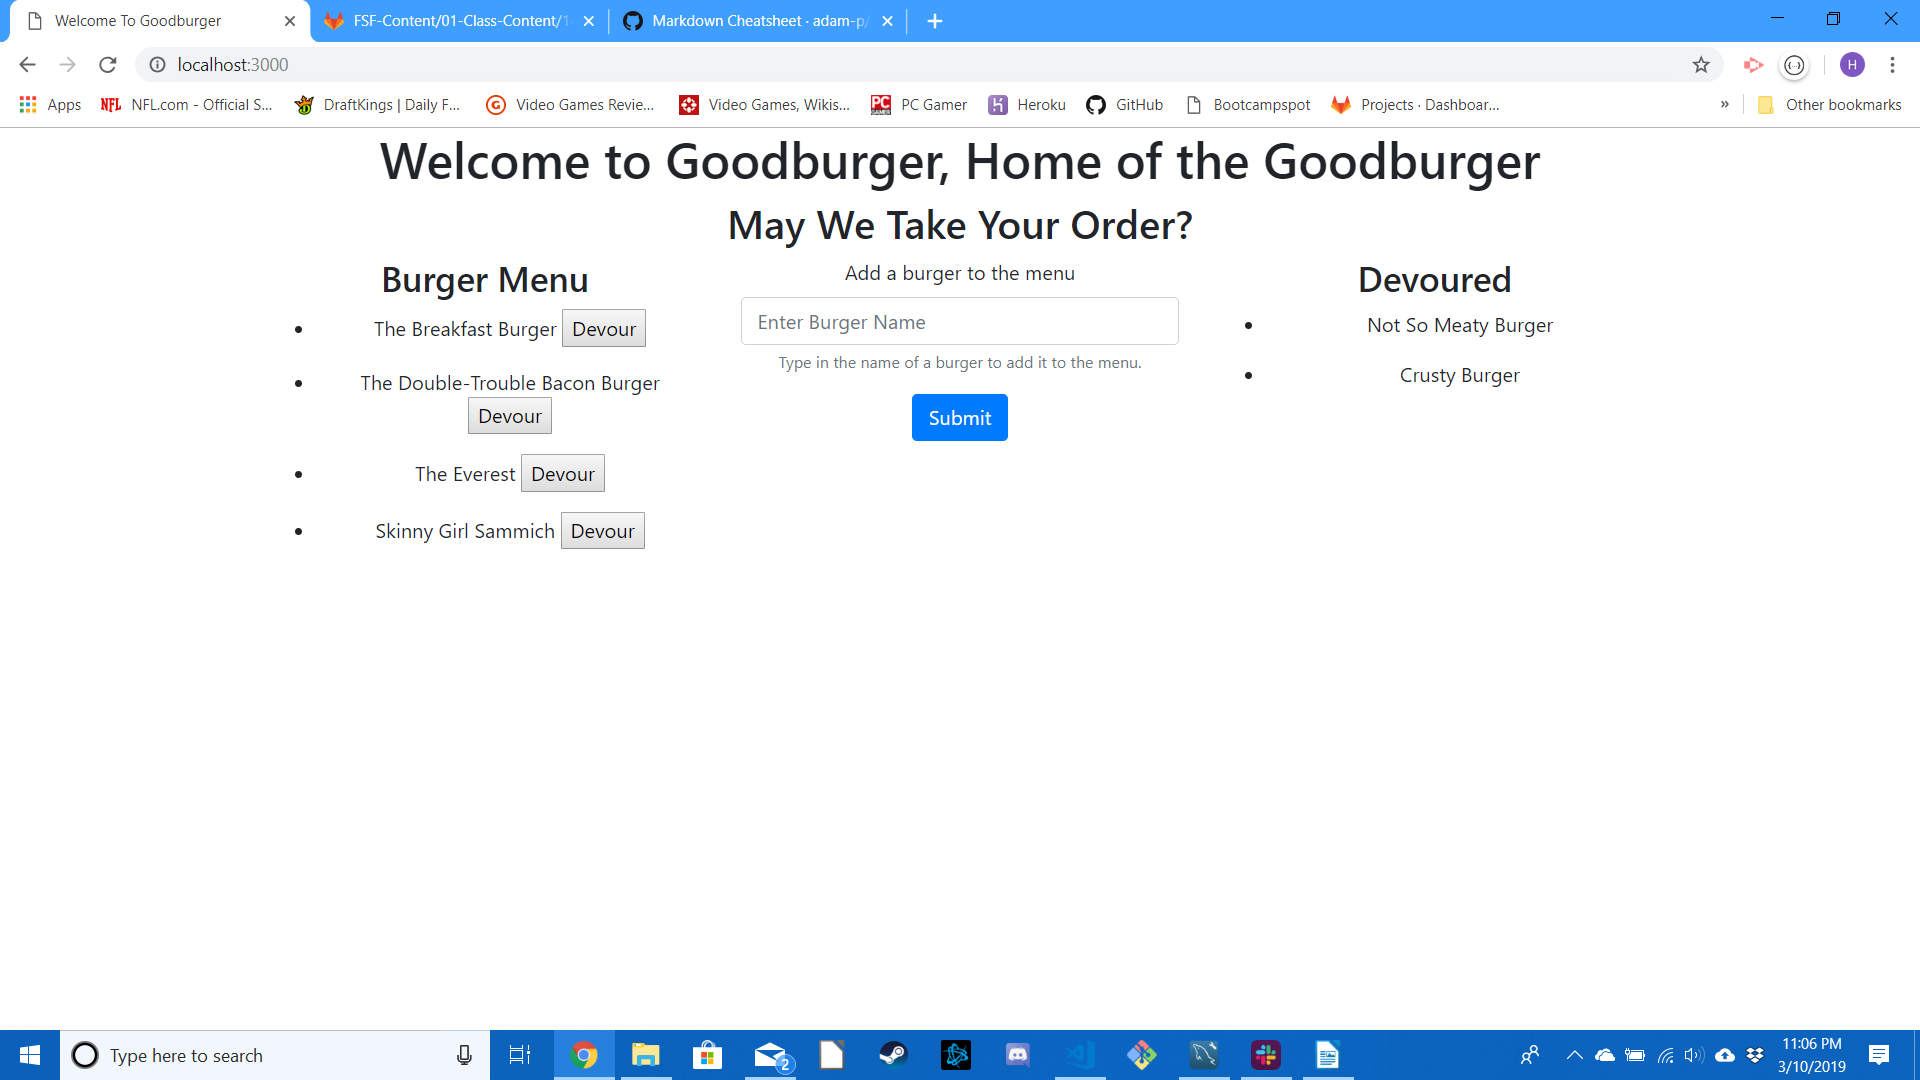 Welcome To Goodburger
FSF-Content/01-Class-Content/1
Markdown Cheatsheet · adam-p/
localhost:3000
H
Apps
NFL
NFL.com - Official S...
DraftKings | Daily F...
Video Games Revie...
Video Games, Wikis...
PC Gamer
Heroku
GitHub
Bootcampspot
Projects · Dashboar...
»
Other bookmarks
Welcome to Goodburger, Home of the Goodburger
May We Take Your Order?
Burger Menu
• The Breakfast Burger Devour
• The Double-Trouble Bacon Burger
Devour
• The Everest Devour
• Skinny Girl Sammich Devour
Add a burger to the menu
Enter Burger Name
Type in the name of a burger to add it to the menu.
Submit
Devoured
• Not So Meaty Burger
• Crusty Burger
Type here to search
2
11:06 PM
3/10/2019